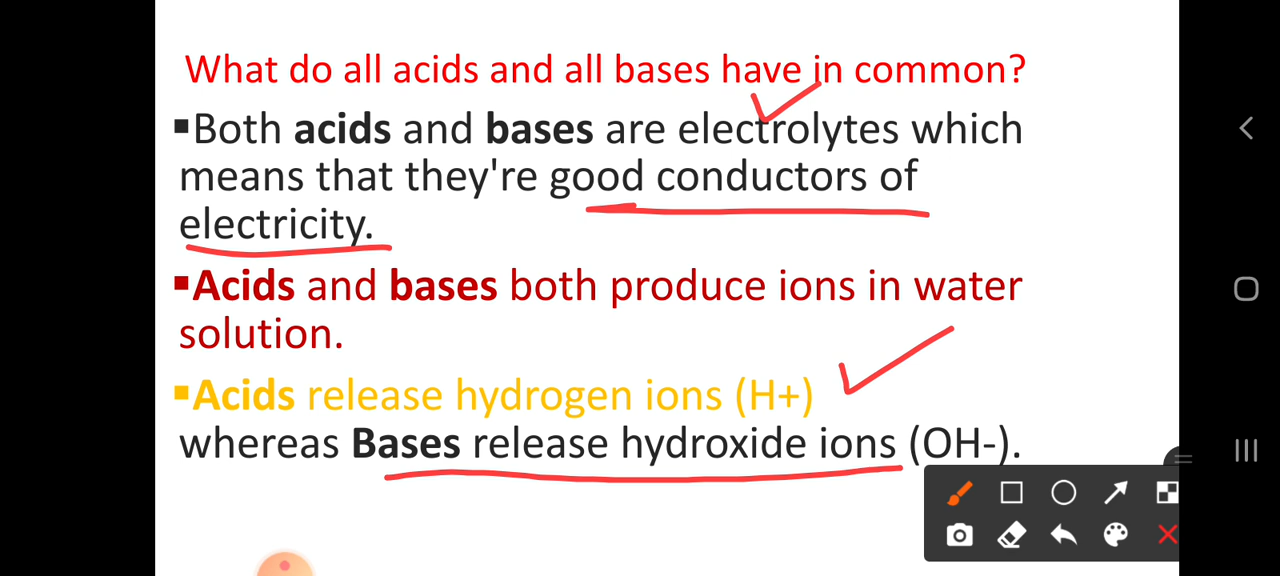 What do all acids and all bases have in common?
▪Both acids and bases are electrolytes which
means that they're good conductors of
electricity.
▪Acids and bases both produce ions in water
solution.
▪Acids release hydrogen ions (H+)
whereas Bases release hydroxide ions (OH-).